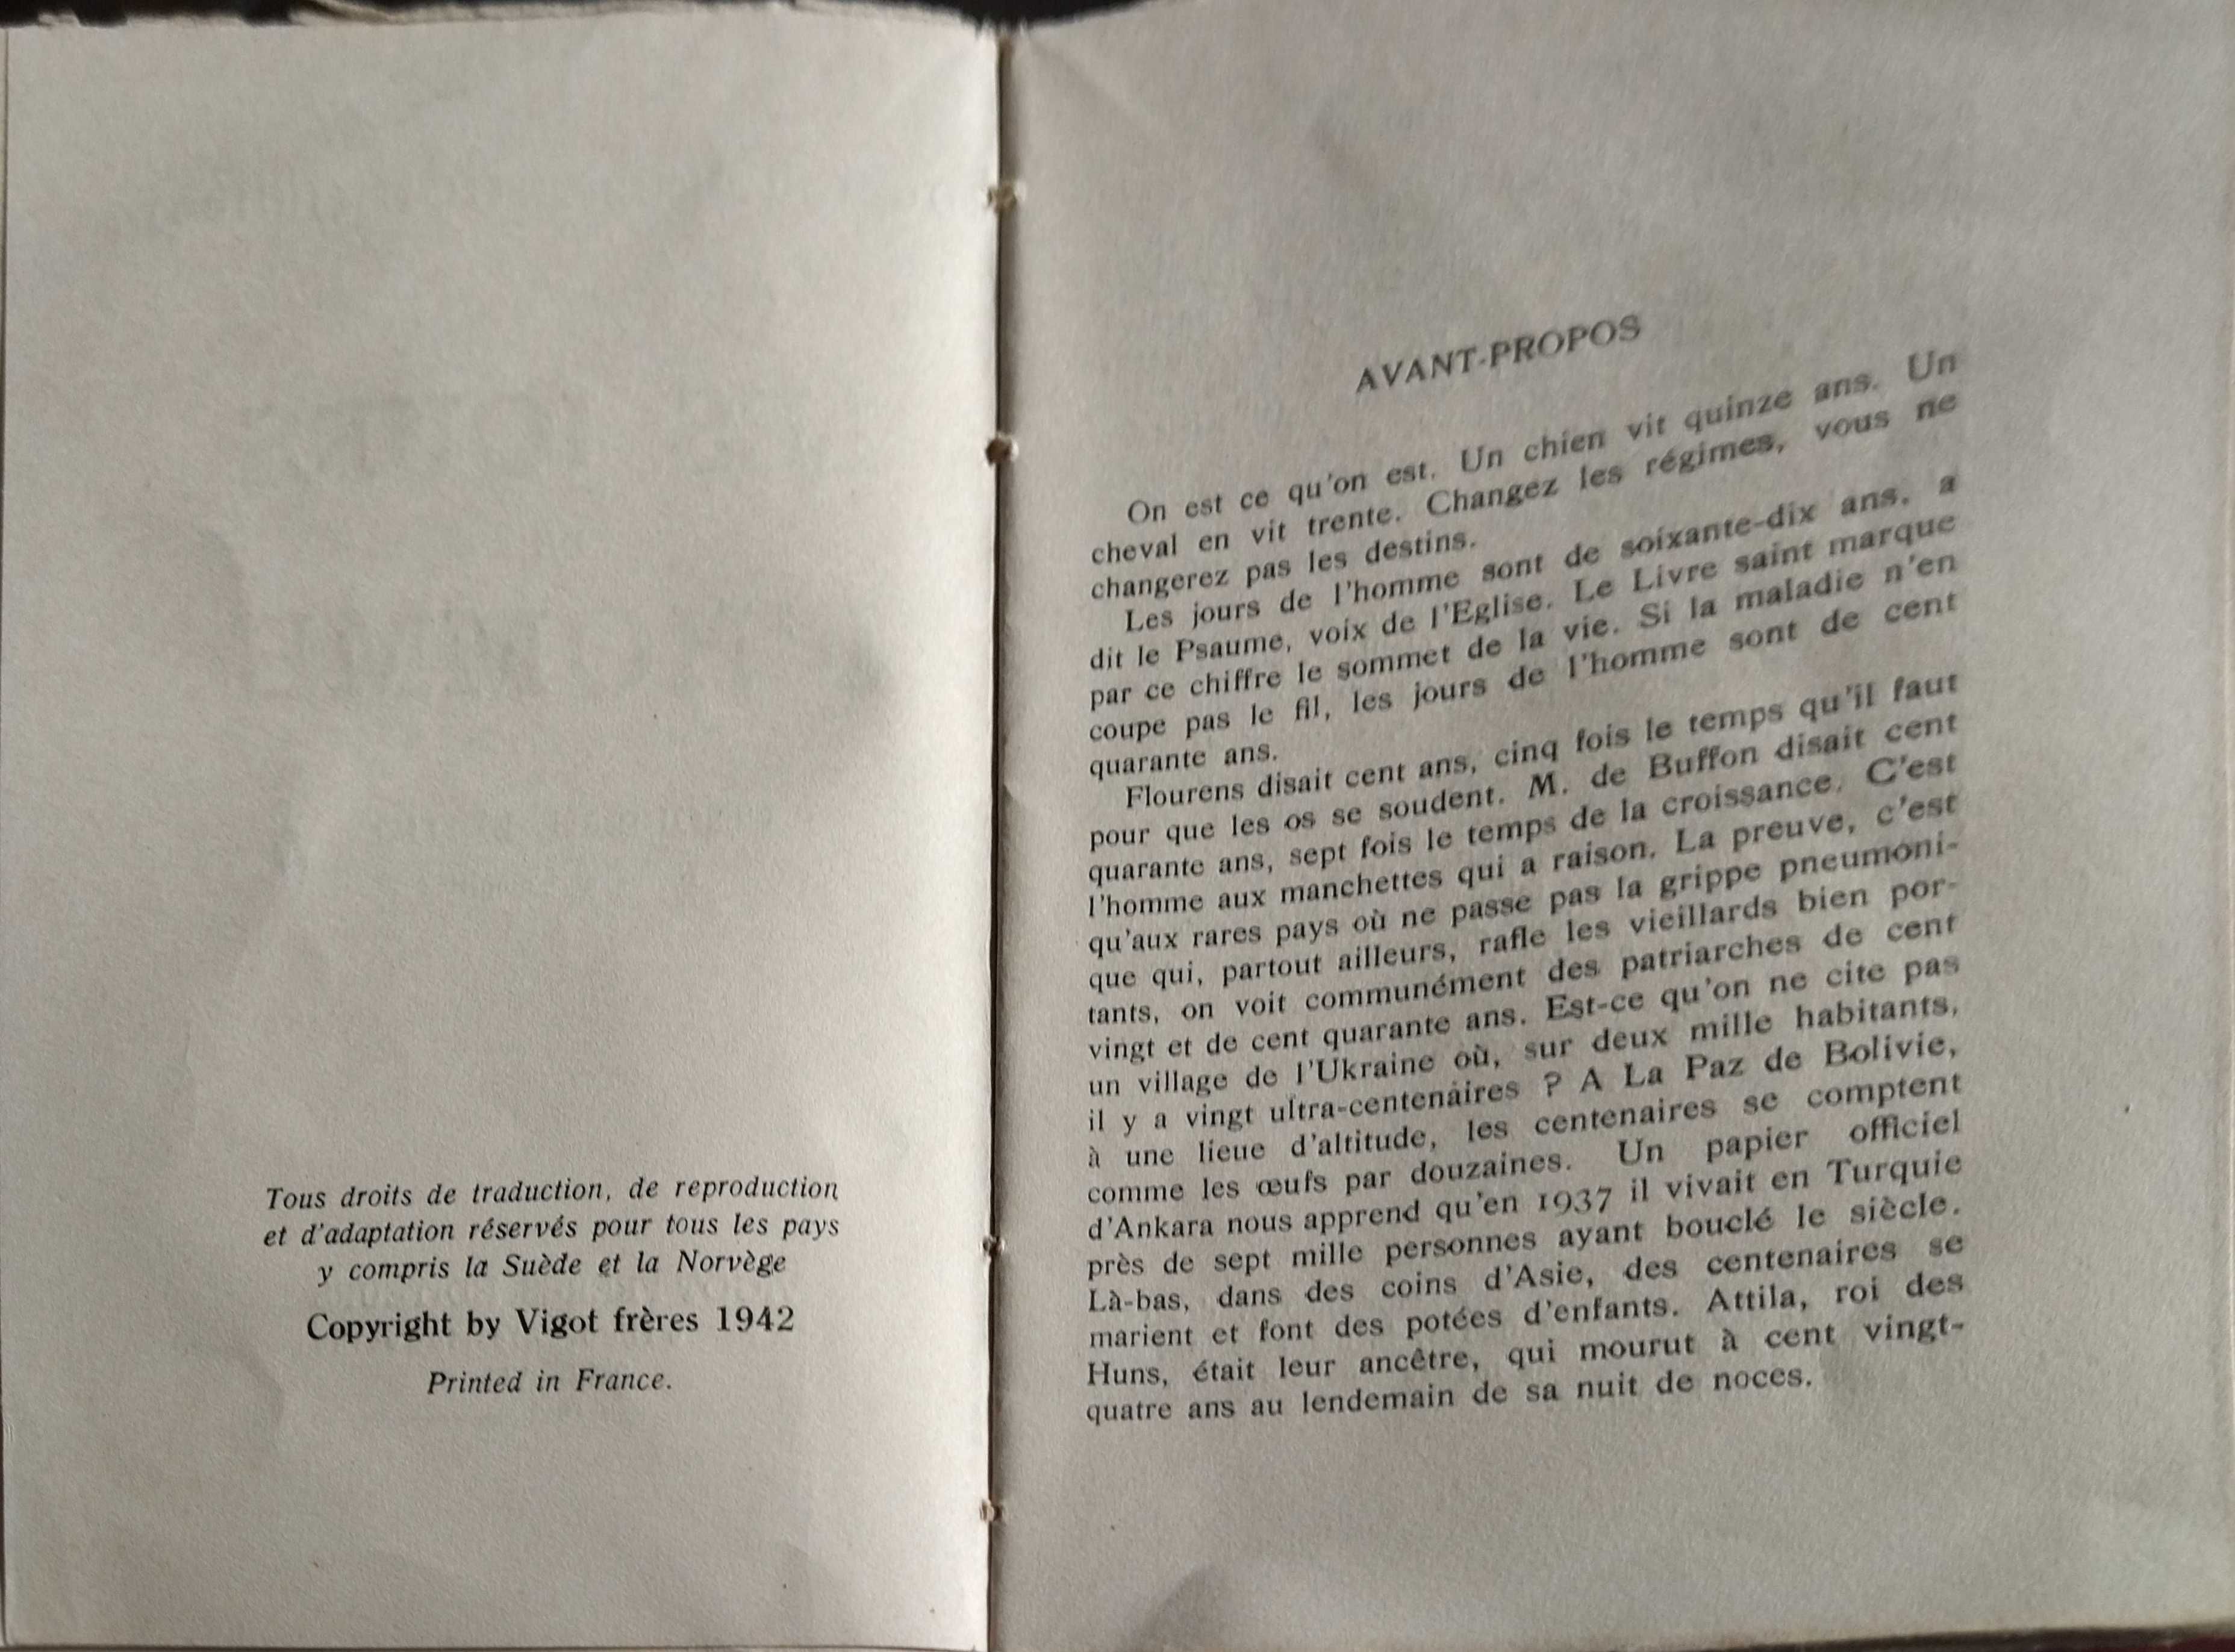 Tous droits de traduction, de reproduction
et d'adaptation réservés pour tous les pays
y compris la Suède et la Norvège
Copyright by Vigot frères 1942
Printed in France.
AVANT-PROPOS
On est ce qu'on est. Un chien vit quinze ans. Un
cheval en vit trente. Changez les régimes, vous ne
changerez pas les destins.
Les jours de l'homme sont de soixante-dix ans, a
dit le Psaume, voix de l'Eglise. Le Livre saint marque
par ce chiffre le sommet de la vie. Si la maladie n'en
coupe pas le fil, les jours de l'homme sont de cent
quarante ans.
Flourens disait cent ans, cinq fois le temps qu'il faut
pour que les os se soudent. M. de Buffon disait cent
quarante ans, sept fois le temps de la croissance. C'est
l'homme aux manchettes qui a raison. La preuve, c'est
qu'aux rares pays où ne passe pas la grippe pneumoni-
que qui, partout ailleurs, rafle les vieillards bien por-
tants, on voit communément des patriarches de cent
vingt et de cent quarante ans. Est-ce qu'on ne cite pas
un village de l'Ukraine où, sur deux mille habitants,
il y a vingt ultra-centenaires ? A La Paz de Bolivie,
à une lieue d'altitude, les centenaires se comptent
comme les œufs par douzaines. Un papier officiel
d'Ankara nous apprend qu'en 1937 il vivait en Turquie
près de sept mille personnes ayant bouclé le siècle.
Là-bas, dans des coins d'Asie, des centenaires se
marient et font des potées d'enfants. Attila, roi des
Huns, était leur ancêtre, qui mourut à cent vingt-
quatre ans au lendemain de sa nuit de noces.